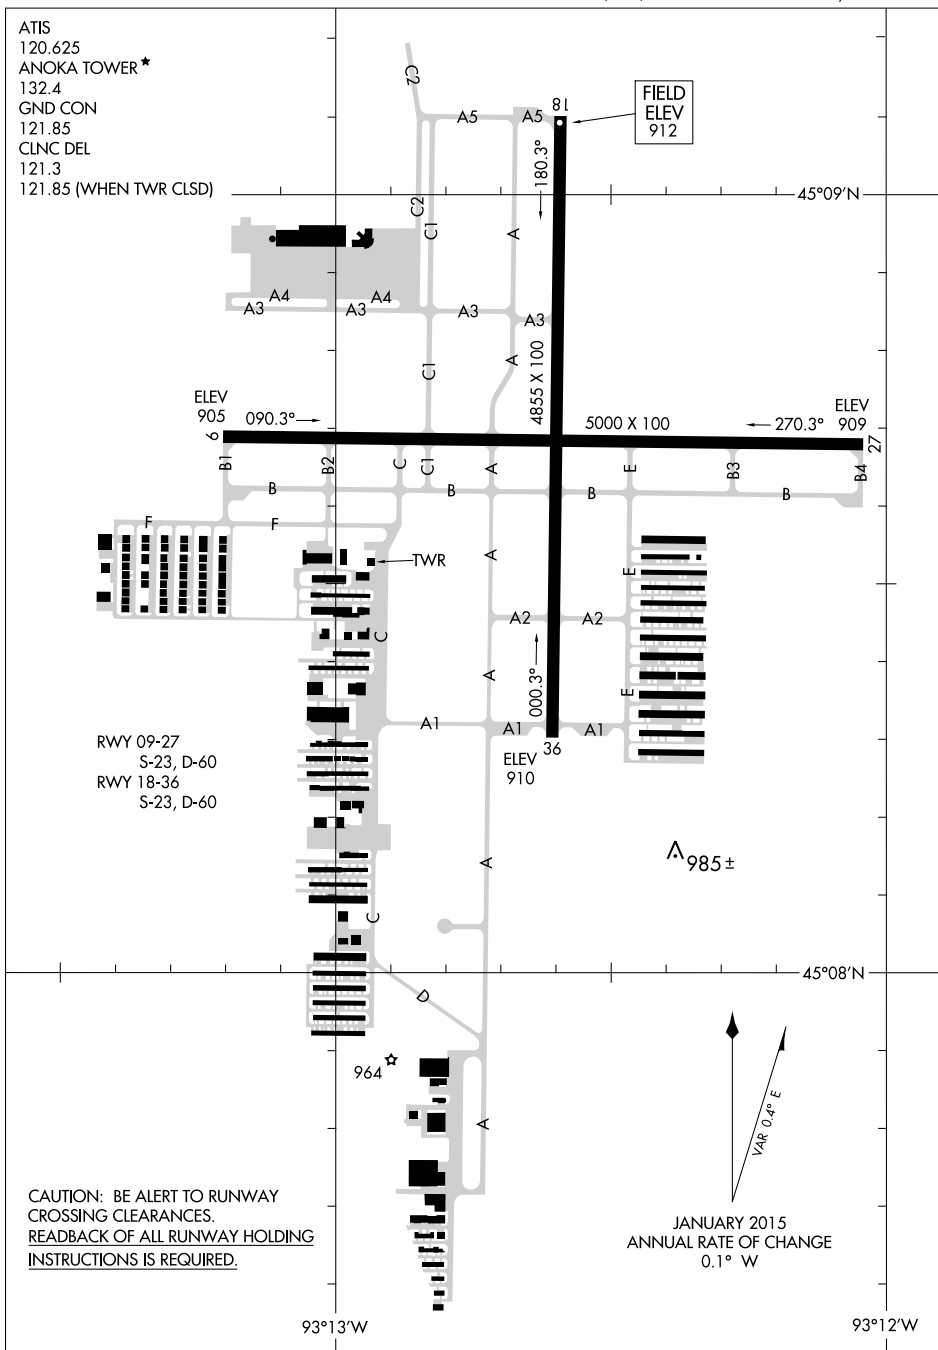 ATIS
120.625
ANOKA TOWER★
132.4
GND CON
121.85
CLNC DEL
121.3
121.85 (WHEN TWR CLSD)
C2
A5
A5
18
FIELD
ELEV
912
180.3°
45°09'N
C2
C1
A
A4
A4
A3
A3
A3
A3
C1
A
4855 X 100
ELEV
905
090.3°
5000 X 100
270.3°
ELEV
909
9
27
B1
B2
C
C1
A
E
B3
B4
B
B
B
B
F
F
TWR
A
E
A2
A2
C
A
000.3°
E
A1
A1
A1
36
ELEV
910
RWY 09-27
S-23, D-60
RWY 18-36
S-23, D-60
A
985±
C
45°08'N
D
964
A
VAR 0.4° E
CAUTION: BE ALERT TO RUNWAY
CROSSING CLEARANCES.
READBACK OF ALL RUNWAY HOLDING
INSTRUCTIONS IS REQUIRED.
JANUARY 2015
ANNUAL RATE OF CHANGE
0.1° W
93°13'W
93°12'W